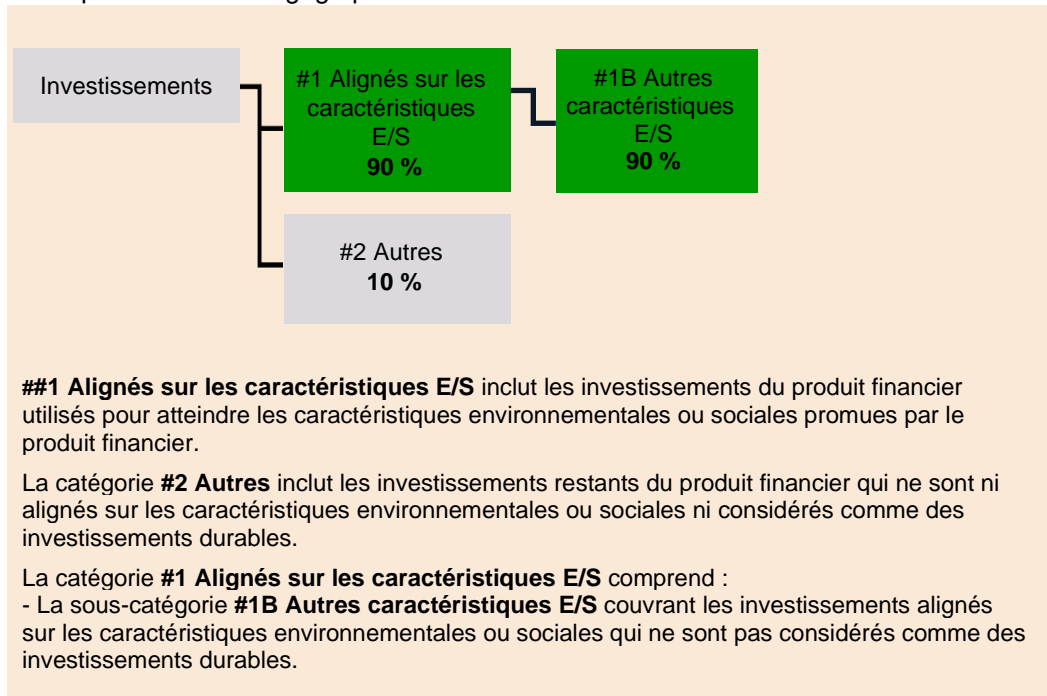 Investissements
#1 Alignés sur les
caractéristiques
E/S
90 %
#1B Autres
caractéristiques
E/S
90 %
#2 Autres
10 %
##1 Alignés sur les caractéristiques E/S inclut les investissements du produit financier
utilisés pour atteindre les caractéristiques environnementales ou sociales promues par le
produit financier.
La catégorie #2 Autres inclut les investissements restants du produit financier qui ne sont ni
alignés sur les caractéristiques environnementales ou sociales ni considérés comme des
investissements durables.
La catégorie #1 Alignés sur les caractéristiques E/S comprend :
- La sous-catégorie #1B Autres caractéristiques E/S couvrant les investissements alignés
sur les caractéristiques environnementales ou sociales qui ne sont pas considérés comme des
investissements durables.